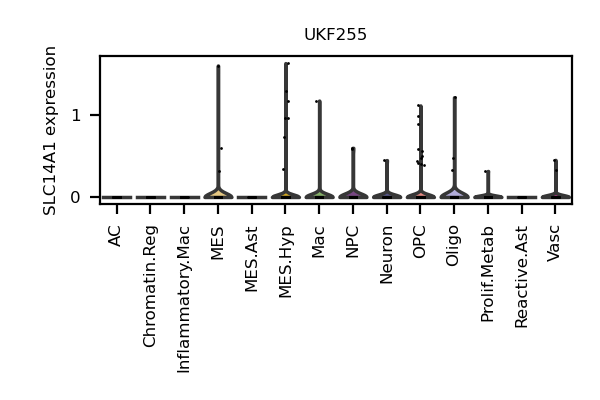 UKF255
SLC14A1 expression
1
0
AC
Chromatin.Reg
Inflammatory.Mac
MES
MES.Ast
MES.Hyp
Mac
NPC
Neuron
OPC
Oligo
Prolif.Metab
Reactive.Ast
Vasc